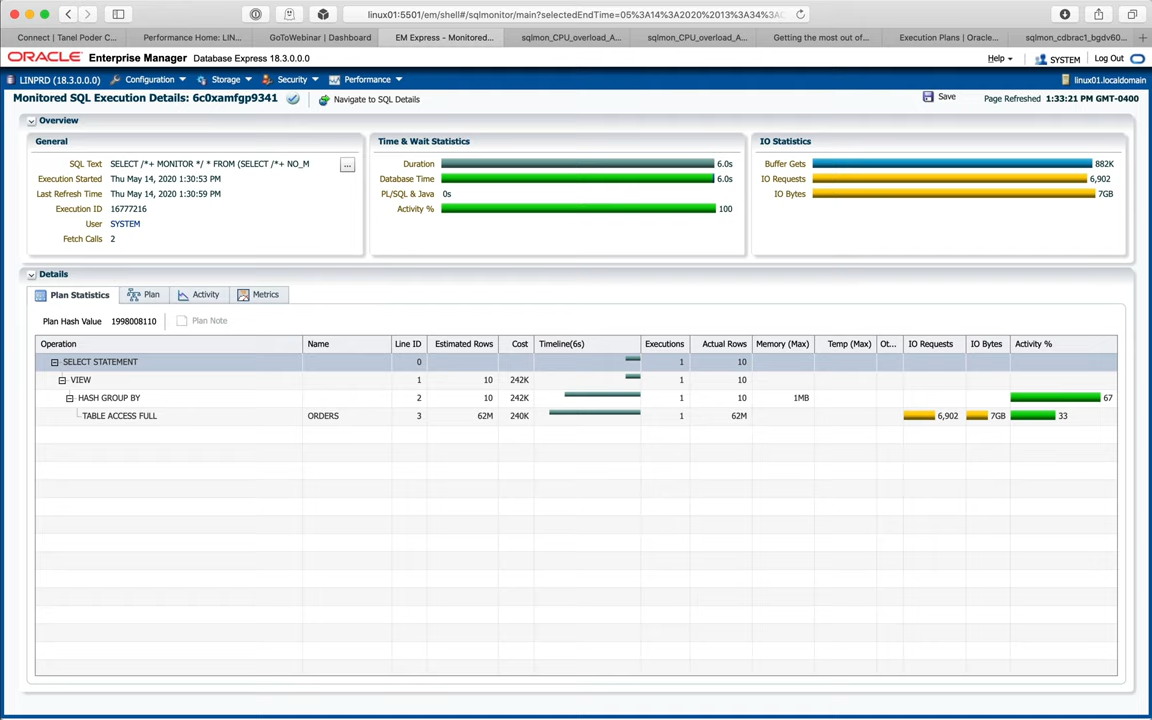 linux01:5501/em/shell#/sqlmonitor/main?selectedEndTime=05%3A14%2F2020%2013%3A34%3AC
Connect | Tanel Poder C... Performance Home: LIN... GoToWebinar | Dashboard EM Express - Monitored... sqlmon_CPU_overload_A... sqlmon_CPU_overload_A... Getting the most out of... Execution Plans | Oracle... sqlmon_cdbrac1_bgdv60...
ORACLE Enterprise Manager Database Express 18.3.0.0.0 Help SYSTEM Log Out
LINPRD (18.3.0.0.0) Configuration Storage Security Performance linux01.localdomain
Monitored SQL Execution Details: 6c0xamfgp9341 Navigate to SQL Details Save Page Refreshed 1:33:21 PM GMT-0400
Overview
General Time & Wait Statistics IO Statistics
SQL Text SELECT /*+ MONITOR */ * FROM (SELECT /*+ NO_M ... Duration 6.0s Buffer Gets 882K
Execution Started Thu May 14, 2020 1:30:53 PM Database Time 6.0s IO Requests 6,902
Last Refresh Time Thu May 14, 2020 1:30:59 PM PL/SQL & Java 0s IO Bytes 7GB
Execution ID 16777216 Activity % 100
User SYSTEM
Fetch Calls 2
Details
Plan Statistics Plan Activity Metrics
Plan Hash Value 1998008110 Plan Note
Operation Name Line ID Estimated Rows Cost Timeline(6s) Executions Actual Rows Memory (Max) Temp (Max) Ot... IO Requests IO Bytes Activity %
SELECT STATEMENT 0 1 10
VIEW 1 10 242K 1 10
HASH GROUP BY 2 10 242K 1 10 1MB 67
TABLE ACCESS FULL ORDERS 3 62M 240K 1 62M 6,902 7GB 33